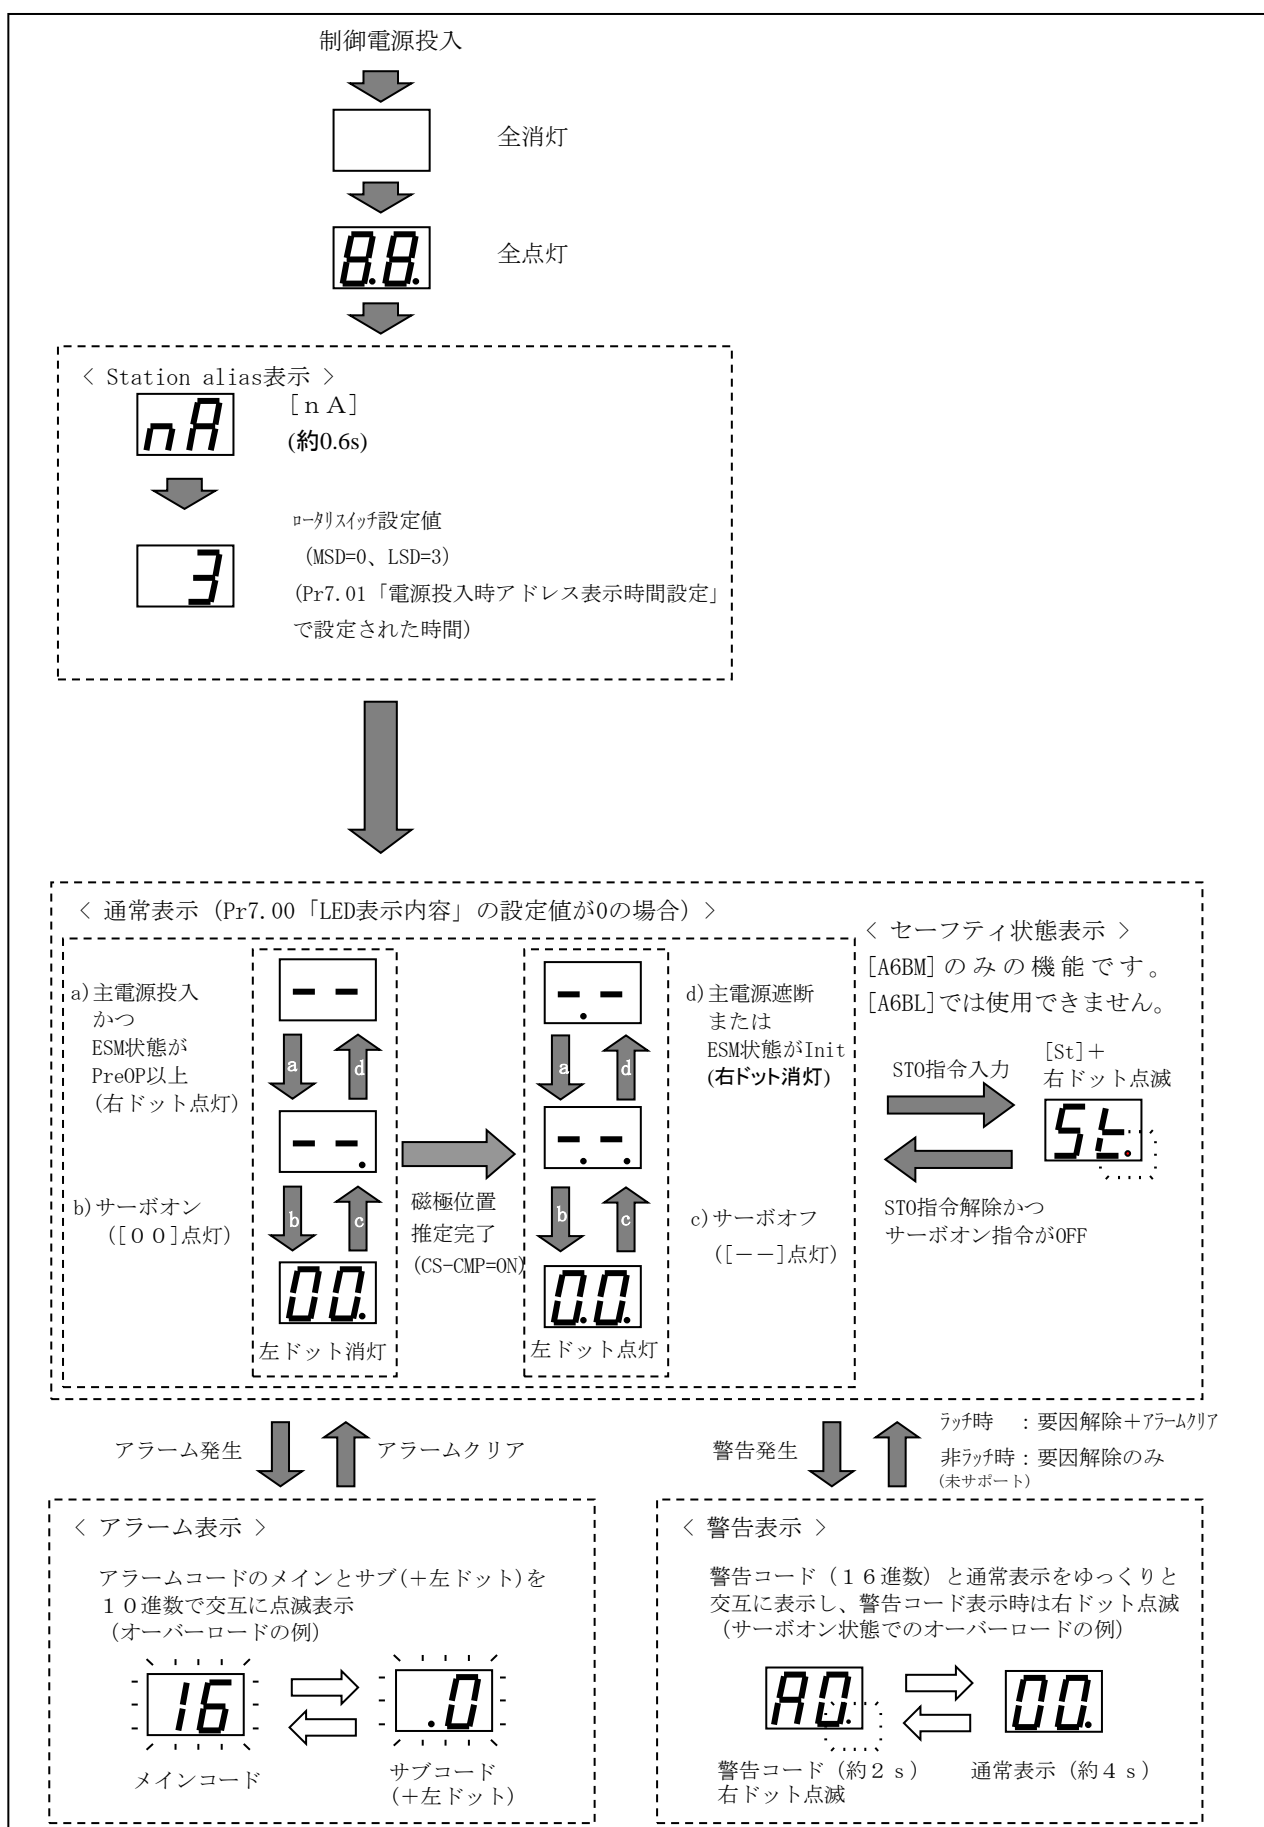 制御電源投入
全消灯
8.8.
全点灯
< Station alias表示 >
nA
[ｎＡ]
(約0.6s)
3
ﾛｰﾀﾘｽｲｯﾁ設定値
(MSD=0、LSD=3)
(Pr7.01「電源投入時アドレス表示時間設定」
で設定された時間)
< 通常表示 (Pr7.00「LED表示内容」の設定値が0の場合) >
a)主電源投入
かつ
ESM状態が
PreOP以上
(右ドット点灯)
b)サーボオン
([００]点灯)
- -
a
d
- -.
b
c
00.
左ドット消灯
磁極位置
推定完了
(CS-CMP=ON)
-.-
a
d
-.-.
b
c
0.0.
左ドット点灯
d)主電源遮断
または
ESM状態がInit
(右ドット消灯)
c)サーボオフ
([－－]点灯)
< セーフティ状態表示 >
[A6BM]のみの機能です。
[A6BL]では使用できません。
STO指令入力
[St]＋
右ドット点滅
St.
STO指令解除かつ
サーボオン指令がOFF
アラーム発生
アラームクリア
警告発生
ﾗｯﾁ時　：要因解除＋ｱﾗｰﾑｸﾘｱ
非ﾗｯﾁ時：要因解除のみ
(未サポート)
< アラーム表示 >
アラームコードのメインとサブ(＋左ドット)を
１０進数で交互に点滅表示
(オーバーロードの例)
16
.0
メインコード
サブコード
(＋左ドット)
< 警告表示 >
警告コード（１６進数）と通常表示をゆっくりと
交互に表示し、警告コード表示時は右ドット点滅
(サーボオン状態でのオーバーロードの例)
A0.
00.
警告コード（約２ｓ）
右ドット点滅
通常表示（約４ｓ）